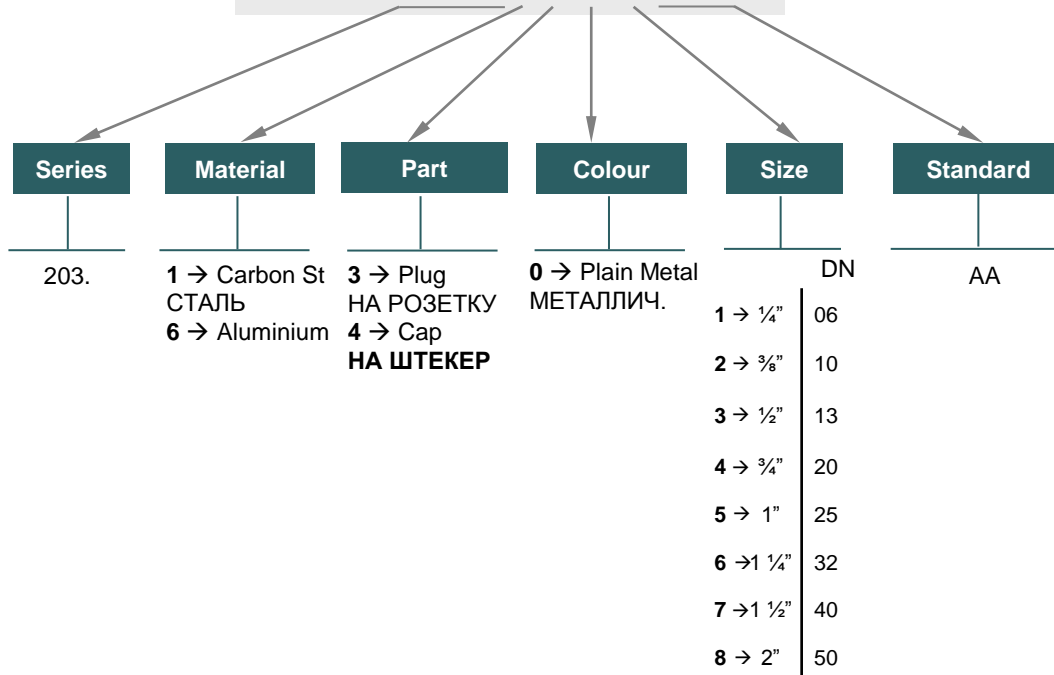 Series Material Part Colour Size Standard
203.
1 → Carbon St
СТАЛЬ
6 → Aluminium
3 → Plug
НА РОЗЕТКУ
4 → Cap
НА ШТЕКЕР
0 → Plain Metal
МЕТАЛЛИЧ.
DN
1 → ¼” 06
2 → ⅜” 10
3 → ½” 13
4 → ¾” 20
5 → 1” 25
6 →1 ¼” 32
7 →1 ½” 40
8 → 2” 50
AA